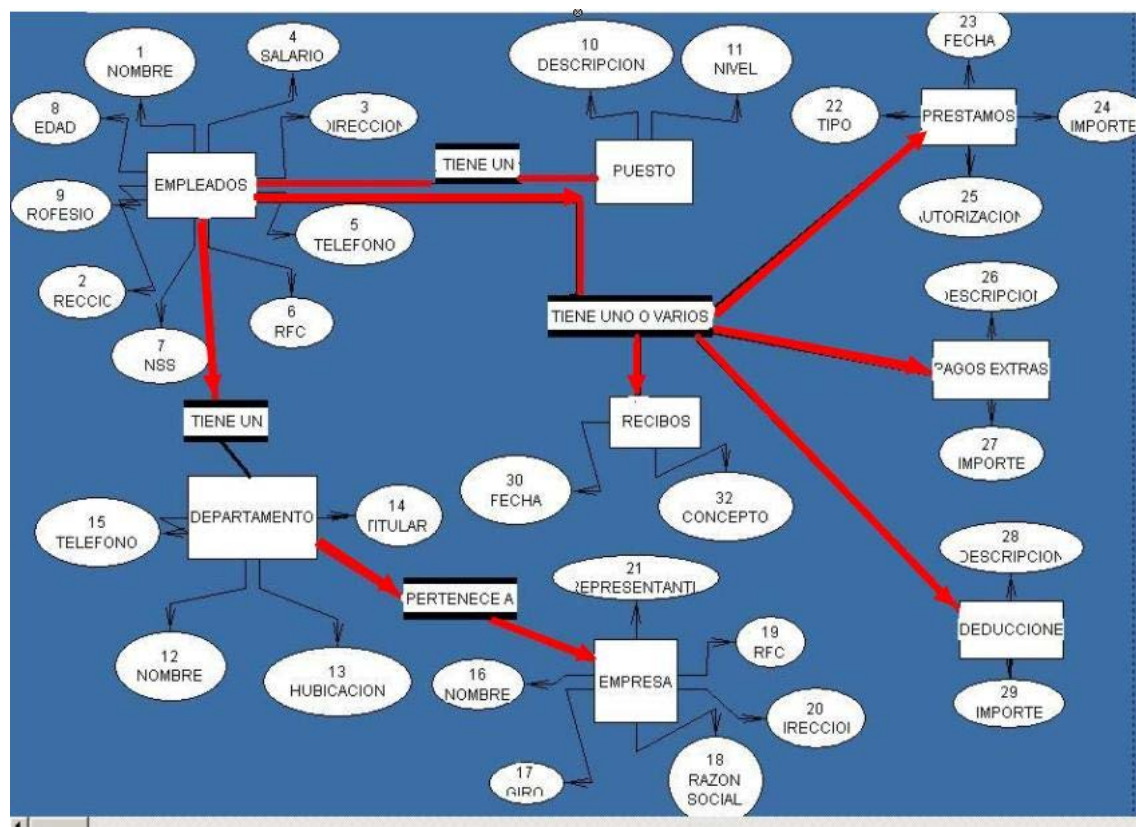 1
NOMBRE
4
SALARIO
10
DESCRIPCION
11
NIVEL
23
FECHA
8
EDAD
3
DIRECCION
22
TIPO
PRESTAMOS
24
IMPORTE
TIENE UN
PUESTO
EMPLEADOS
9
ROFESIO
5
TELEFONO
25
UTORIZACION
2
RECCIC
6
RFC
26
DESCRIPCIO
TIENE UNO O VARIOS
7
NSS
PAGOS EXTRAS
TIENE UN
RECIBOS
27
IMPORTE
30
FECHA
32
CONCEPTO
15
TELEFONO
DEPARTAMENTO
14
TITULAR
28
DESCRIPCION
21
REPRESENTANT
PERTENECE A
DEDUCCIONE
19
RFC
12
NOMBRE
13
HUBICACION
16
NOMBRE
EMPRESA
29
IMPORTE
20
IRECCIO
17
GIRO
18
RAZON
SOCIAL